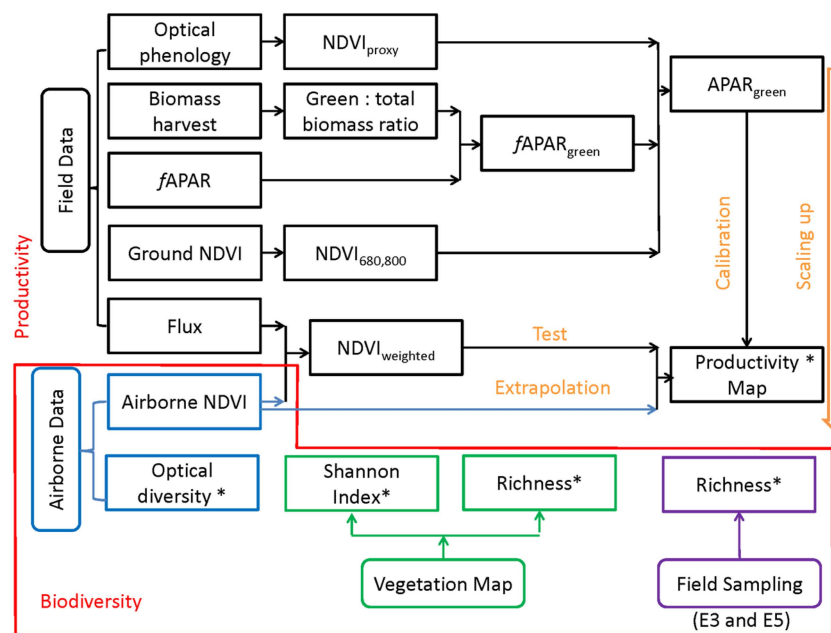 Optical
phenology
NDVIproxy
APARgreen
Biomass
harvest
Green : total
biomass ratio
fAPARgreen
Field Data
fAPAR
Productivity
Ground NDVI
NDVI680,800
Calibration
Scaling up
Flux
NDVIweighted
Test
Productivity *
Map
Airborne Data
Airborne NDVI
Extrapolation
Optical
diversity *
Shannon
Index*
Richness*
Richness*
Vegetation Map
Field Sampling
(E3 and E5)
Biodiversity